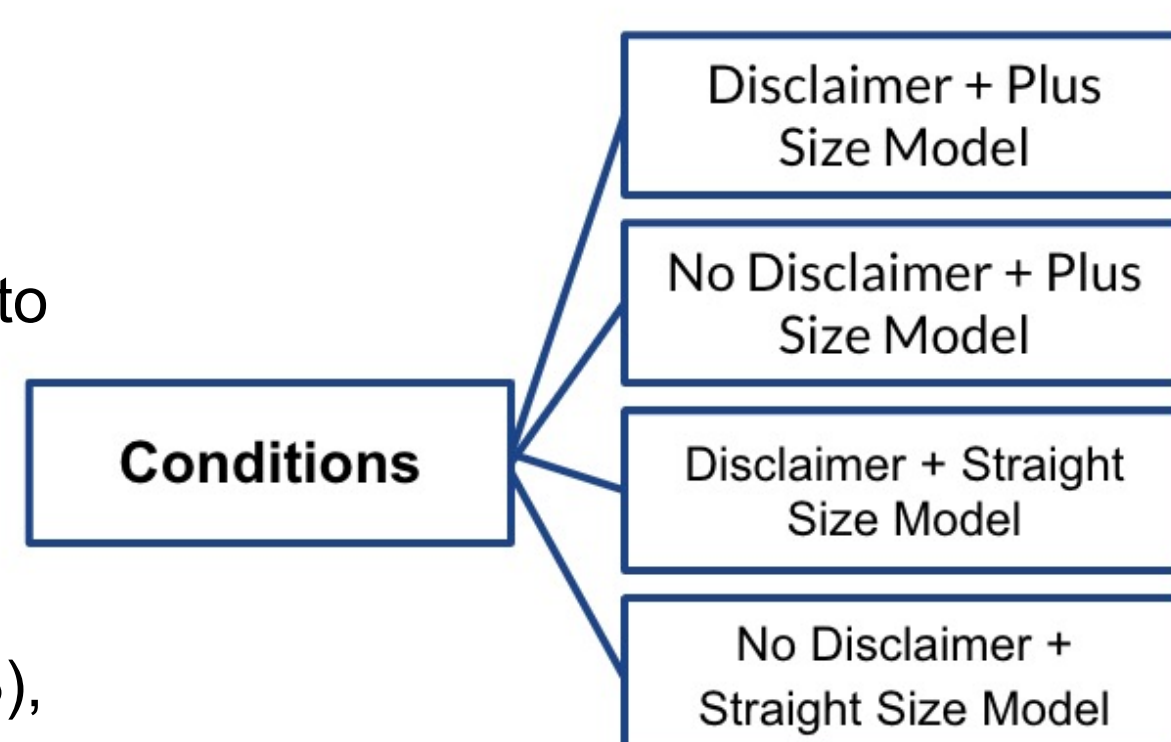 to
Conditions
),
Disclaimer + Plus
Size Model
No Disclaimer + Plus
Size Model
Disclaimer + Straight
Size Model
No Disclaimer +
Straight Size Model